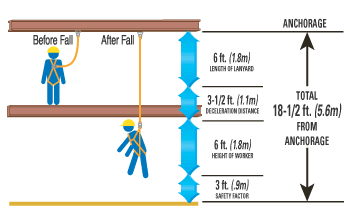 ANCHORAGE
Before Fall
After Fall
6 ft. (1.8m)
LENGTH OF LANYARD
3-1/2 ft. (1.1m)
DECELERATION DISTANCE
6 ft. (1.8m)
HEIGHT OF WORKER
3 ft. (.9m)
SAFETY FACTOR
TOTAL
18-1/2 ft. (5.6m)
FROM
ANCHORAGE